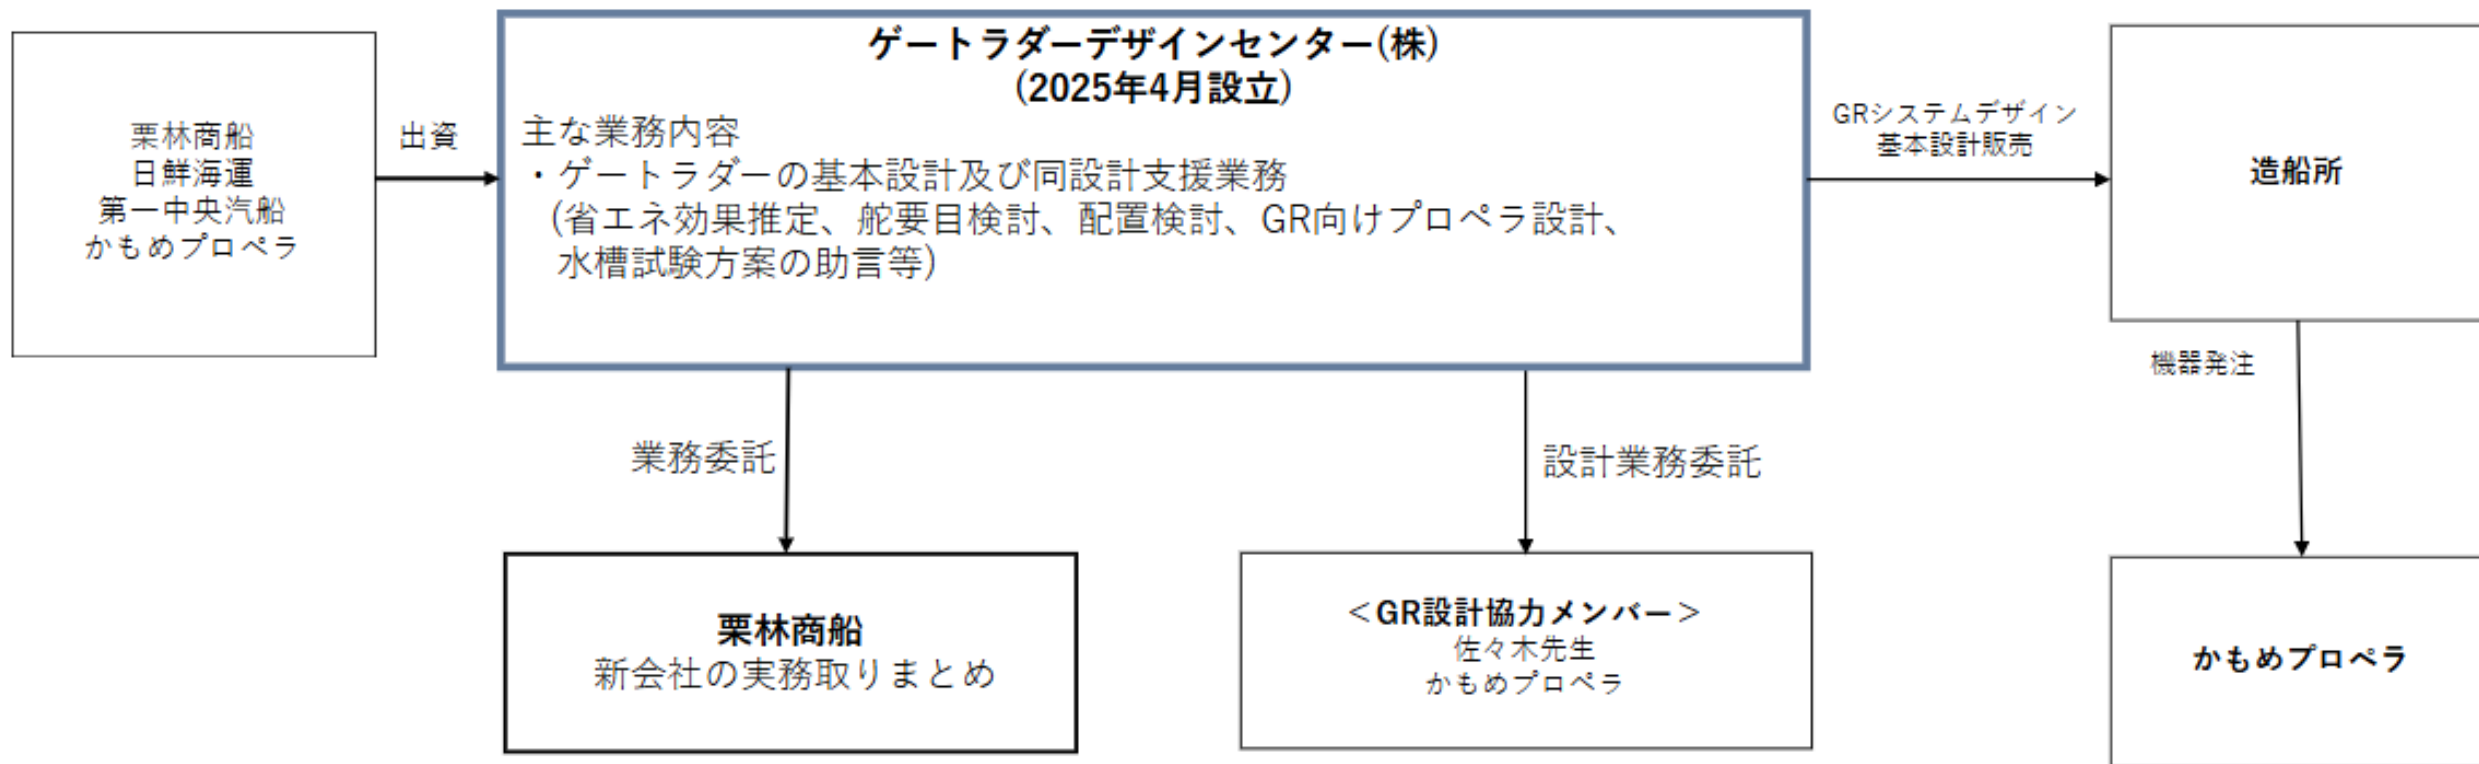 栗林商船
日鮮海運
第一中央汽船
かもめプロペラ
出資
ゲートラダーデザインセンター(株)
(2025年4月設立)
主な業務内容
・ゲートラダーの基本設計及び同設計支援業務
(省エネ効果推定、舵要目検討、配置検討、GR向けプロペラ設計、
水槽試験方案の助言等)
GRシステムデザイン
基本設計販売
造船所
機器発注
業務委託
設計業務委託
栗林商船
新会社の実務取りまとめ
＜GR設計協力メンバー＞
佐々木先生
かもめプロペラ
かもめプロペラ